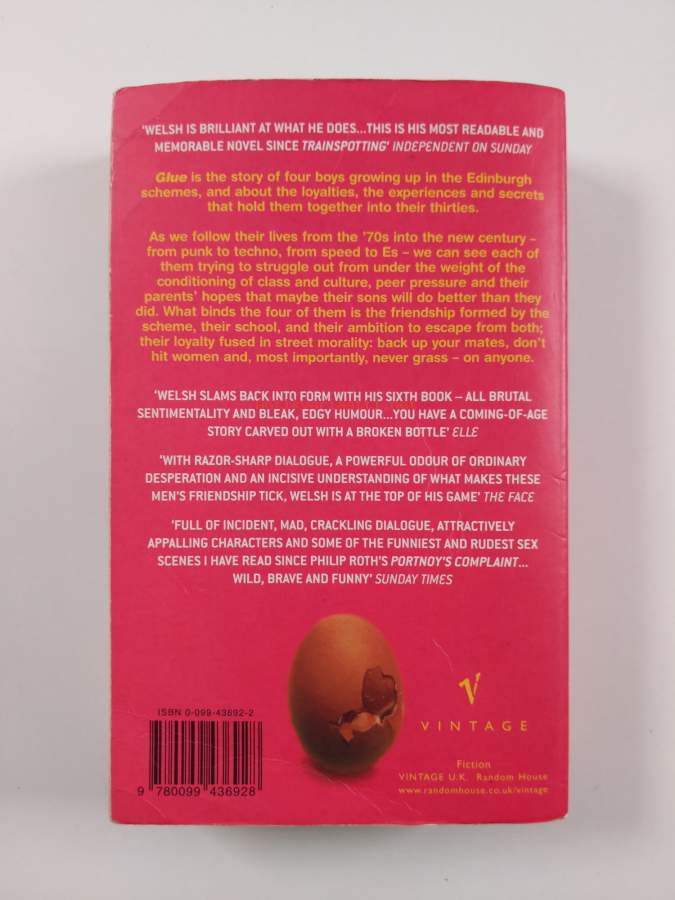 'WELSH IS BRILLIANT AT WHAT HE DOES...THIS IS HIS MOST READABLE AND
MEMORABLE NOVEL SINCE TRAINSPOTTING' INDEPENDENT ON SUNDAY
Glue is the story of four boys growing up in the Edinburgh
schemes, and about the loyalties, the experiences and secrets
that hold them together into their thirties.
As we follow their lives from the '70s into the new century –
from punk to techno, from speed to Es – we can see each of
them trying to struggle out from under the weight of the
conditioning of class and culture, peer pressure and their
parents' hopes that maybe their sons will do better than they
did. What binds the four of them is the friendship formed by the
scheme, their school, and their ambition to escape from both;
their loyalty fused in street morality: back up your mates, don't
hit women and, most importantly, never grass – on anyone.
'WELSH SLAMS BACK INTO FORM WITH HIS SIXTH BOOK – ALL BRUTAL
SENTIMENTALITY AND BLEAK, EDGY HUMOUR...YOU HAVE A COMING-OF-AGE
STORY CARVED OUT WITH A BROKEN BOTTLE' ELLE
'WITH RAZOR-SHARP DIALOGUE, A POWERFUL ODOUR OF ORDINARY
DESPERATION AND AN INCISIVE UNDERSTANDING OF WHAT MAKES THESE
MEN'S FRIENDSHIP TICK, WELSH IS AT THE TOP OF HIS GAME' THE FACE
'FULL OF INCIDENT, MAD, CRACKLING DIALOGUE, ATTRACTIVELY
APPALLING CHARACTERS AND SOME OF THE FUNNIEST AND RUDEST SEX
SCENES I HAVE READ SINCE PHILIP ROTH'S PORTNOY'S COMPLAINT...
WILD, BRAVE AND FUNNY' SUNDAY TIMES
ISBN 0-099-43692-2
9 780099 436928
V
VINTAGE
Fiction
VINTAGE U.K. Random House
www.randomhouse.co.uk/vintage